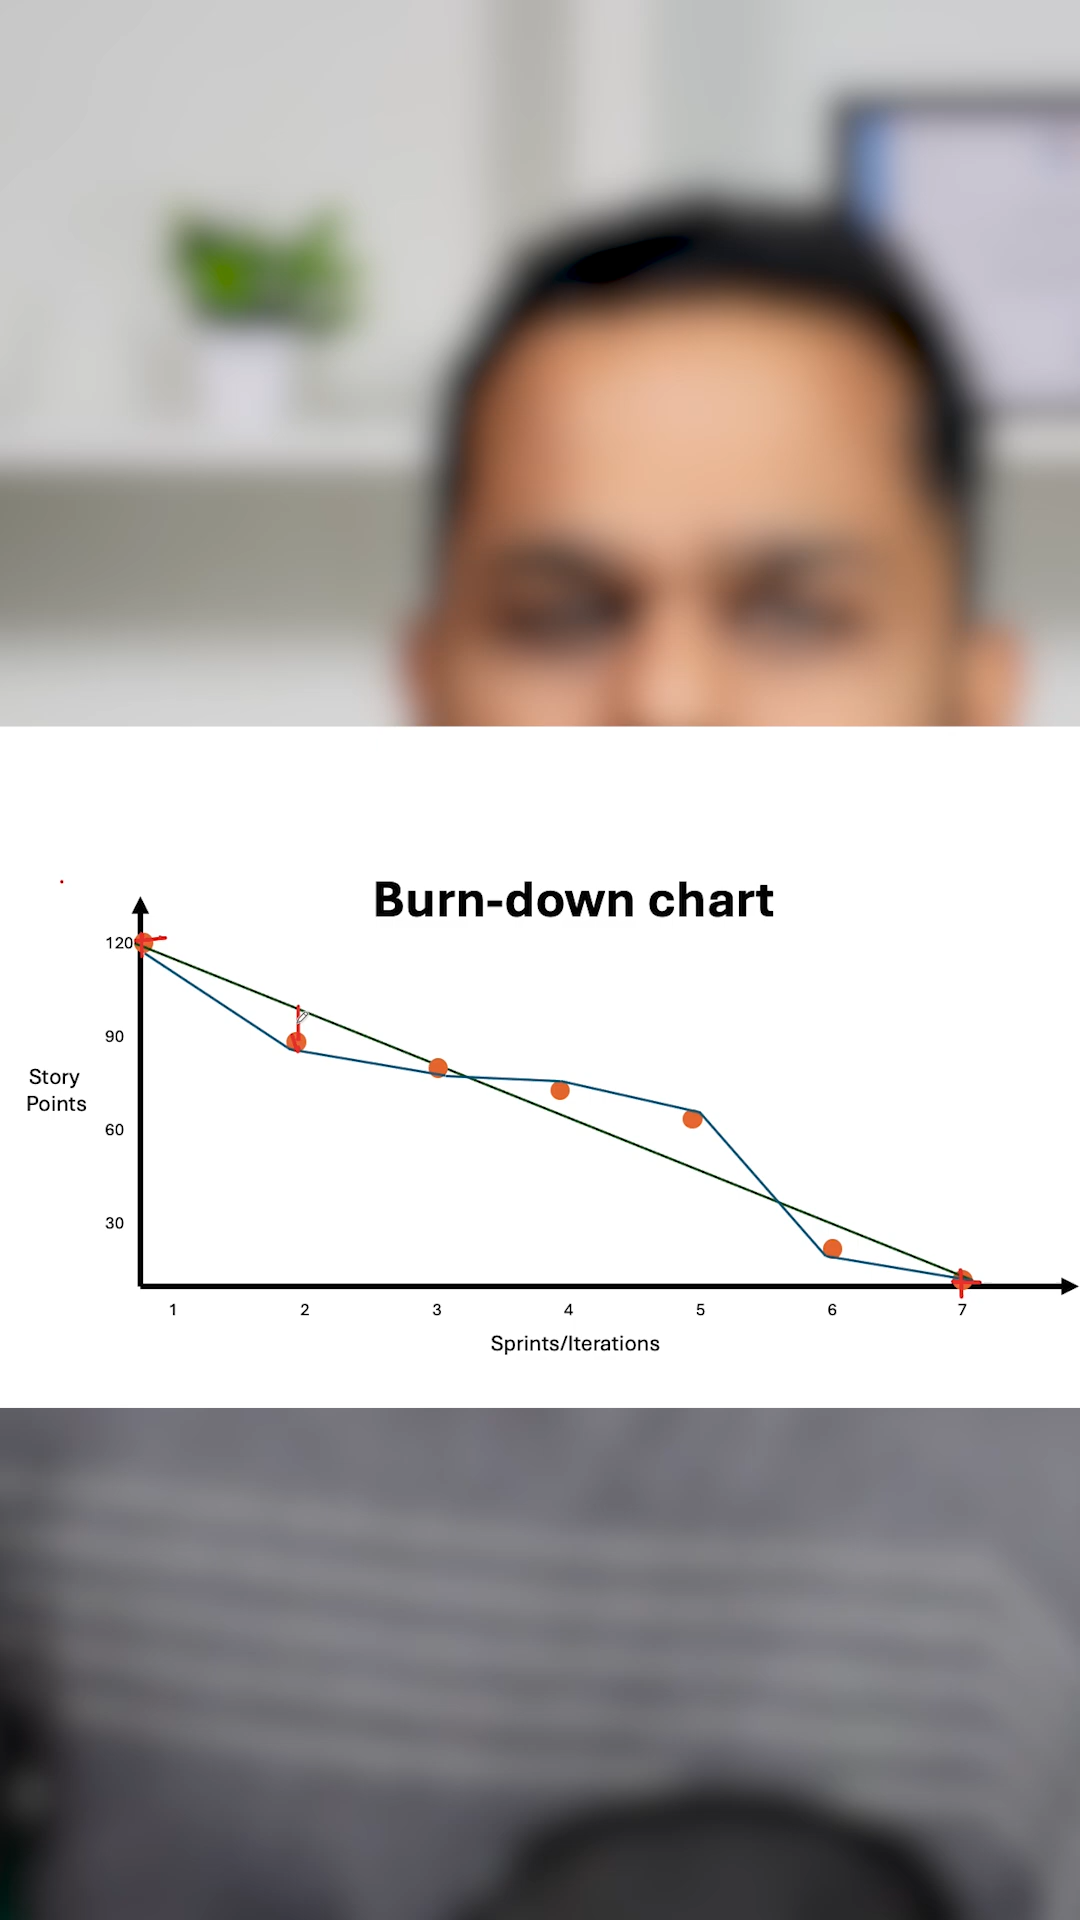 Burn-down chart
120
90
Story
Points
60
30
1 2 3 4 5 6 7
Sprints/Iterations